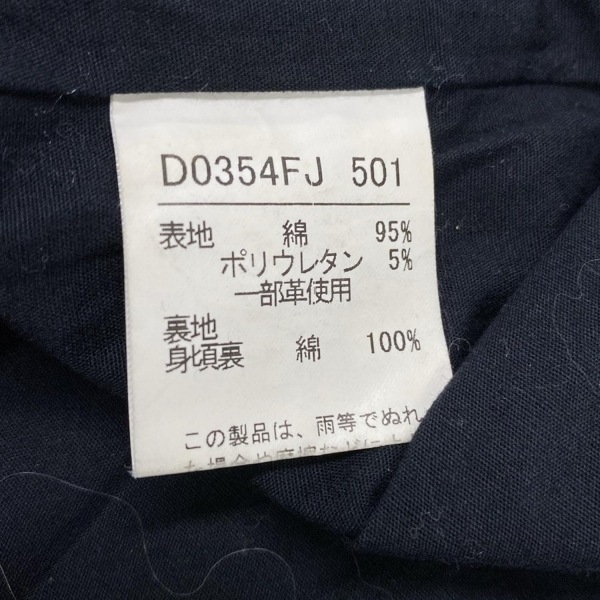 D0354FJ 501
表地 綿 95%
ポリウレタン 5%
一部革使用
裏地
身頃裏 綿 100%
この製品は、雨等でぬれ